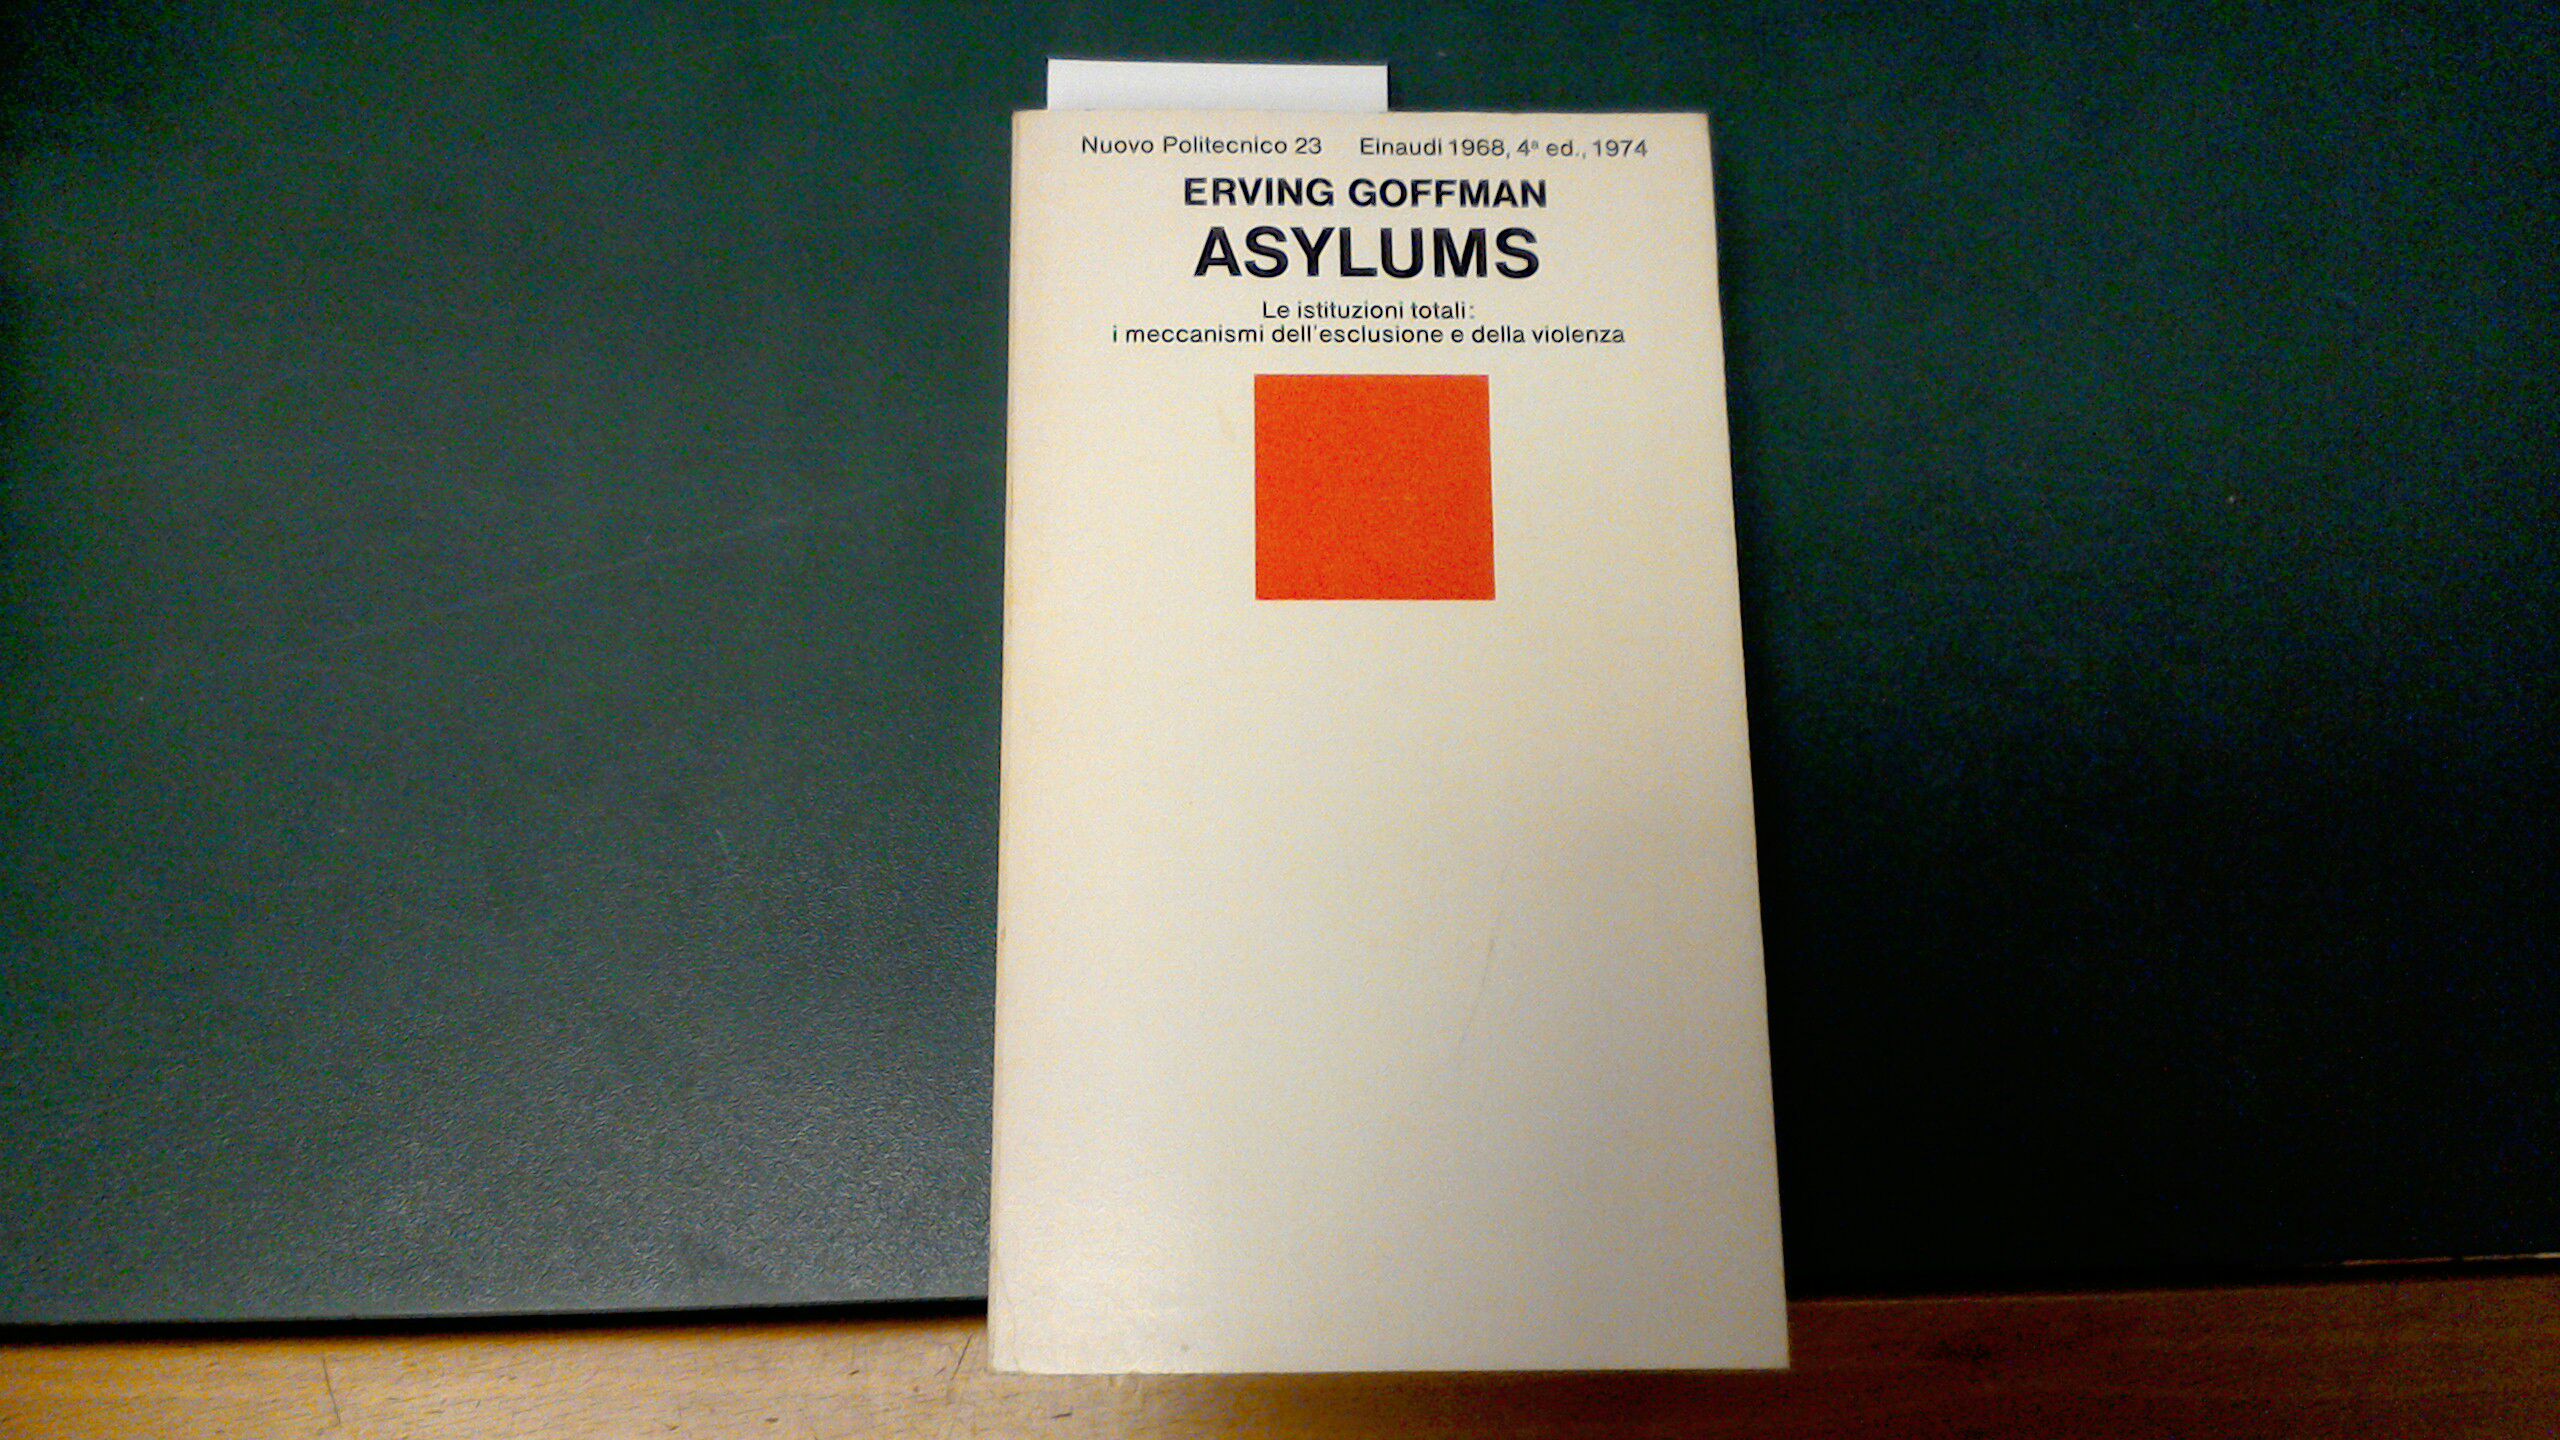 Nuovo Politecnico 23 Einaudi 1968, 4ª ed., 1974
ERVING GOFFMAN
ASYLUMS
Le istituzioni totali:
i meccanismi dell'esclusione e della violenza